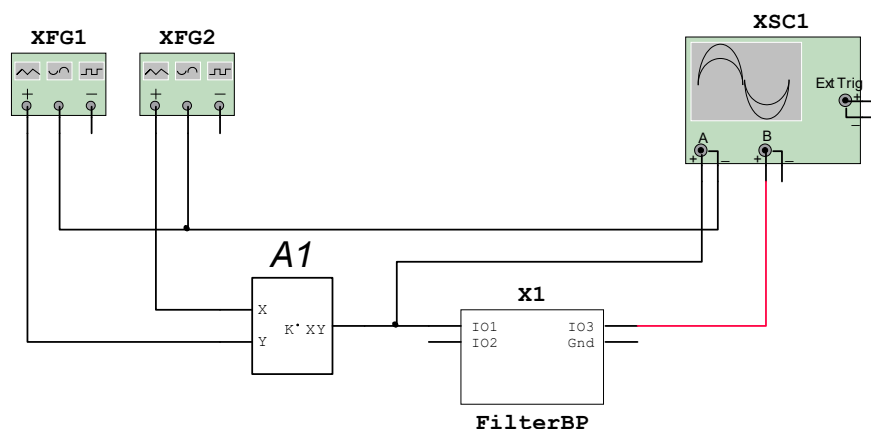 XSC1
XFG1 XFG2
Ext Trig
+
+ − + −
−
A B
+ − + −
A1
X
K XY
Y
X1
IO1 IO3
IO2 Gnd
FilterBP